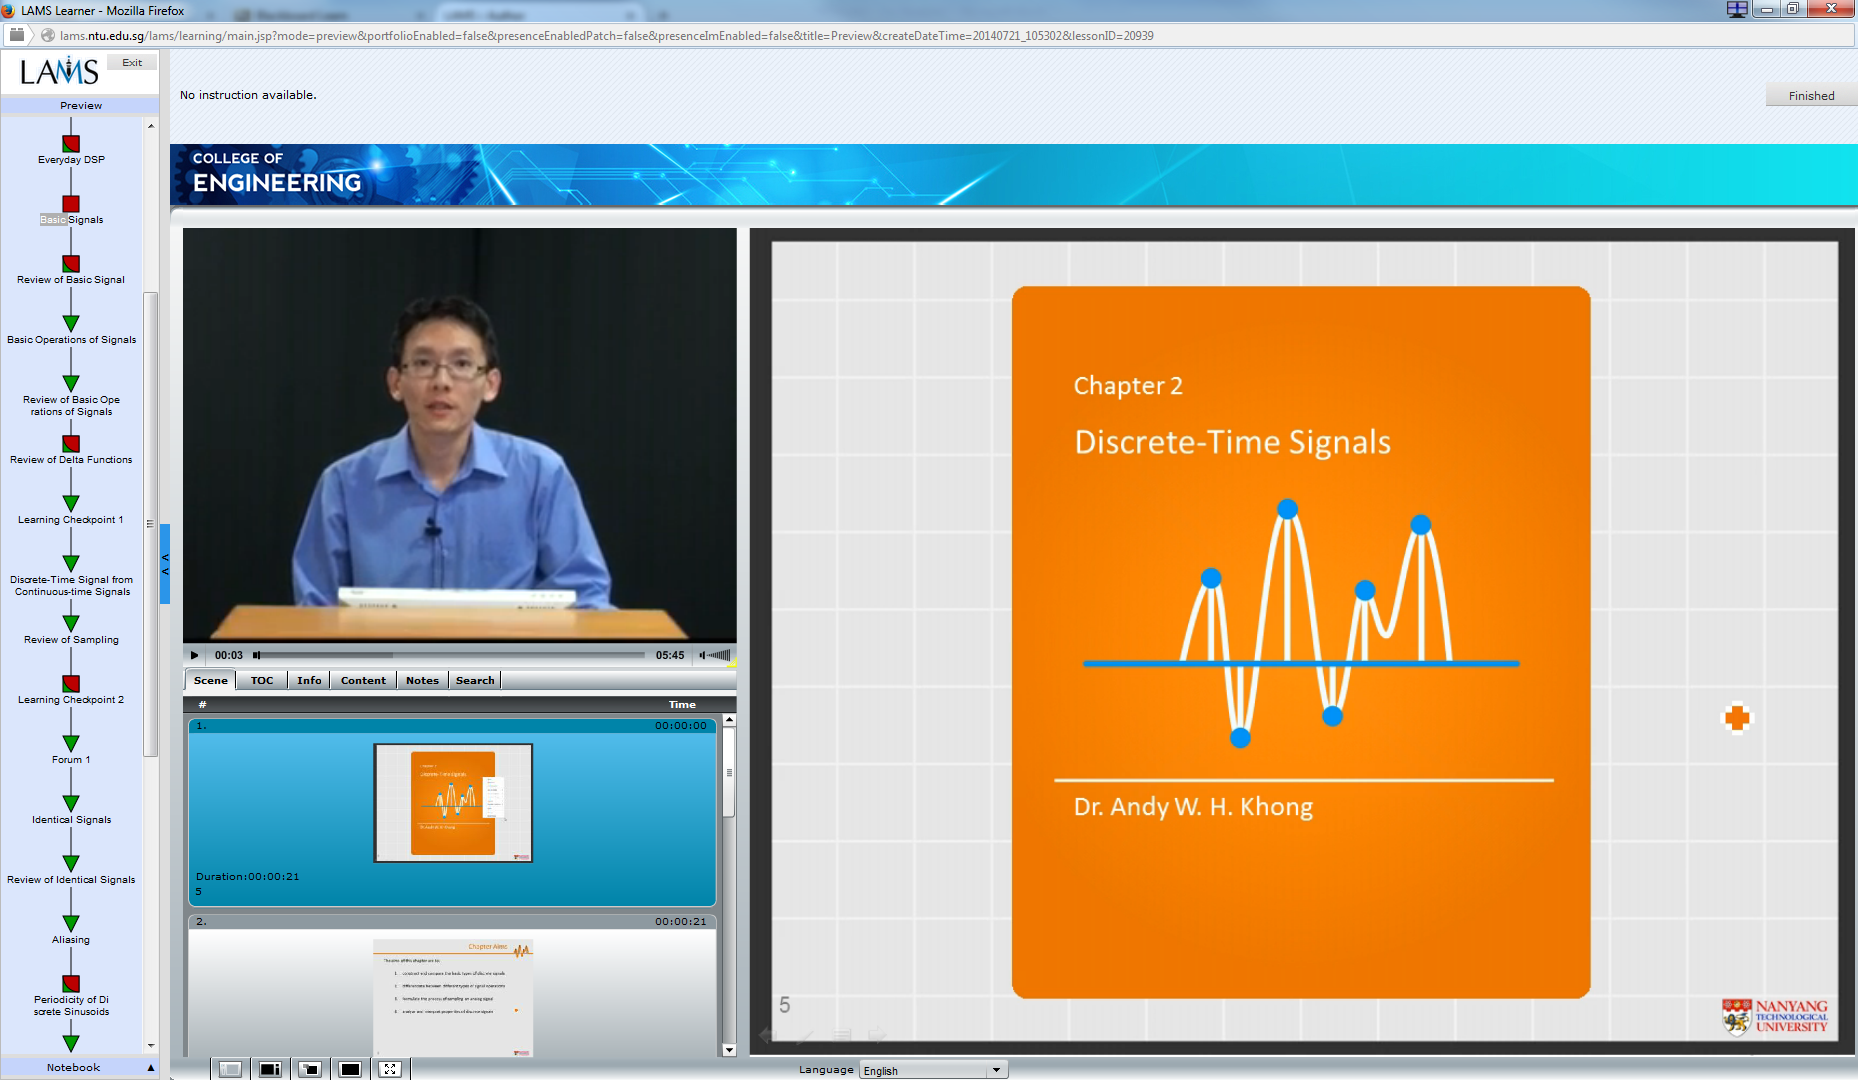 LAMS Learner - Mozilla Firefox
lams.ntu.edu.sg/lams/learning/main.jsp?mode=preview&portfolioEnabled=false&presenceEnabledPatch=false&presenceImEnabled=false&title=Preview&createDateTime=20140721_105302&lessonID=20939
LAMS
Exit
Preview
Everyday DSP
Basic Signals
Review of Basic Signal
Basic Operations of Signals
Review of Basic Ope
rations of Signals
Review of Delta Functions
Learning Checkpoint 1
Discrete-Time Signal from
Continuous-time Signals
Review of Sampling
Learning Checkpoint 2
Forum 1
Identical Signals
Review of Identical Signals
Aliasing
Periodicity of Di
screte Sinusoids
Notebook
No instruction available.
Finished
COLLEGE OF
ENGINEERING
00:03
05:45
Scene TOC Info Content Notes Search
# Time
1. 00:00:00
Duration:00:00:21
5
2. 00:00:21
Chapter Aims
Chapter 2
Discrete-Time Signals
Dr. Andy W. H. Khong
5
NANYANG
TECHNOLOGICAL
UNIVERSITY
Language English